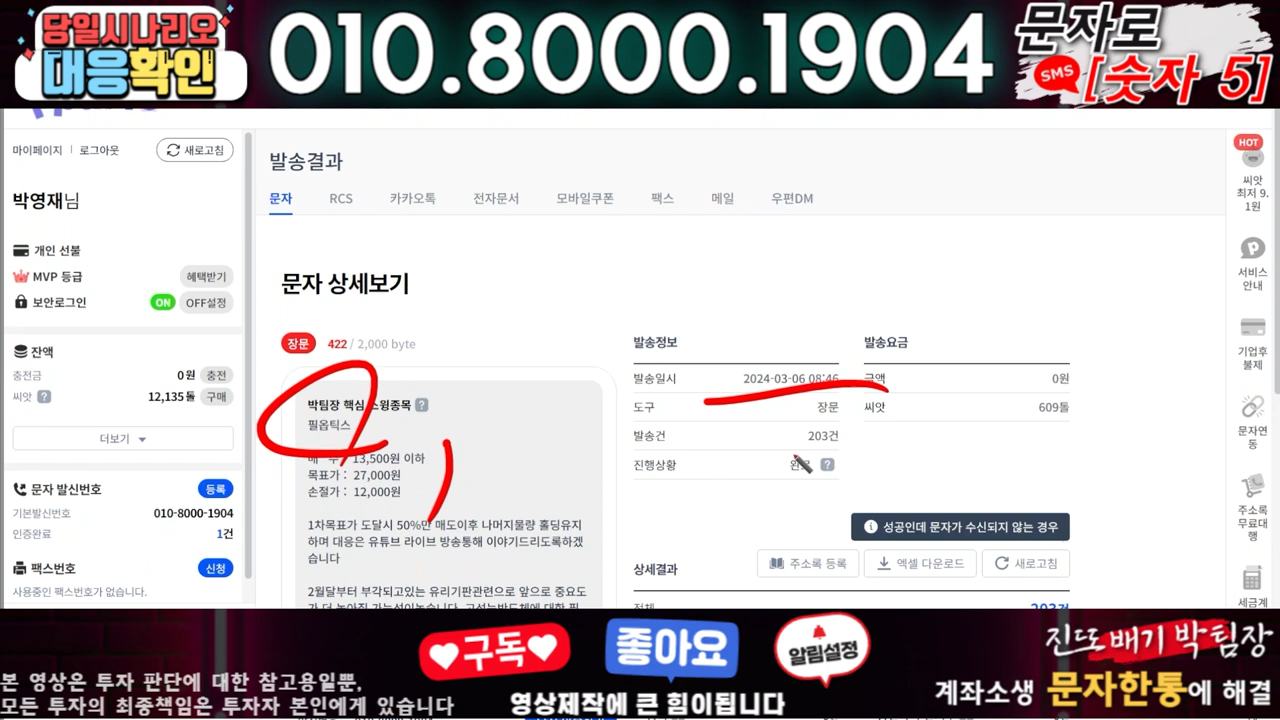 당일시나리오
대응확인
010.8000.1904
문자로
SMS
[숫자 5]
마이페이지
로그아웃
새로고침
박영재님
개인 선불
MVP 등급
혜택받기
보안로그인
ON
OFF설정
잔액
충전금
0원
충전
씨앗 ?
12,135톨
구매
더보기
문자 발신번호
등록
기본발신번호
010-8000-1904
인증완료
1건
팩스번호
신청
사용중인 팩스번호가 없습니다.
발송결과
문자 RCS 카카오톡 전자문서 모바일쿠폰 팩스 메일 우편DM
문자 상세보기
장문 422 / 2,000 byte
박팀장 핵심 스윙종목 ?
필옵틱스
13,500원 이하
목표가 : 27,000원
손절가 : 12,000원
1차목표가 도달시 50%만 매도이후 나머지물량 홀딩유지
하며 대응은 유튜브 라이브 방송통해 이야기드리도록하겠
습니다
2월달부터 부각되고있는 유리기판관련으로 앞으로 중요도
발송정보
발송일시 2024-03-06 08:46
도구 장문
발송건 203건
진행상황 완료 ?
발송요금
금액 0원
씨앗 609톨
성공인데 문자가 수신되지 않는 경우
상세결과
주소록 등록
엑셀 다운로드
새로고침
HOT
씨앗
최저 9.
1원
서비스
안내
기업후
불제
문자연
동
주소록
무료대
행
세금계
본 영상은 투자 판단에 대한 참고용일뿐,
모든 투자의 최종책임은 투자자 본인에게 있습니다
구독
좋아요
알림설정
영상제작에 큰 힘이됩니다
진또배기 박팀장
계좌소생 문자한통에 해결